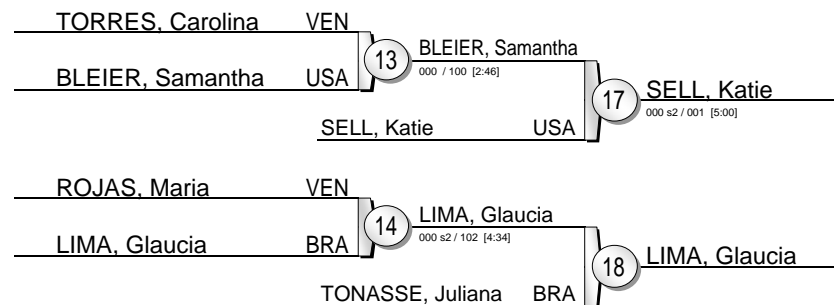 TORRES, Carolina VEN
13 BLEIER, Samantha
000 / 100 [2:46]
BLEIER, Samantha USA
17 SELL, Katie
000 s2 / 001 [5:00]
SELL, Katie USA
ROJAS, Maria VEN
14 LIMA, Glaucia
000 s2 / 102 [4:34]
LIMA, Glaucia BRA
18 LIMA, Glaucia
TONASSE, Juliana BRA